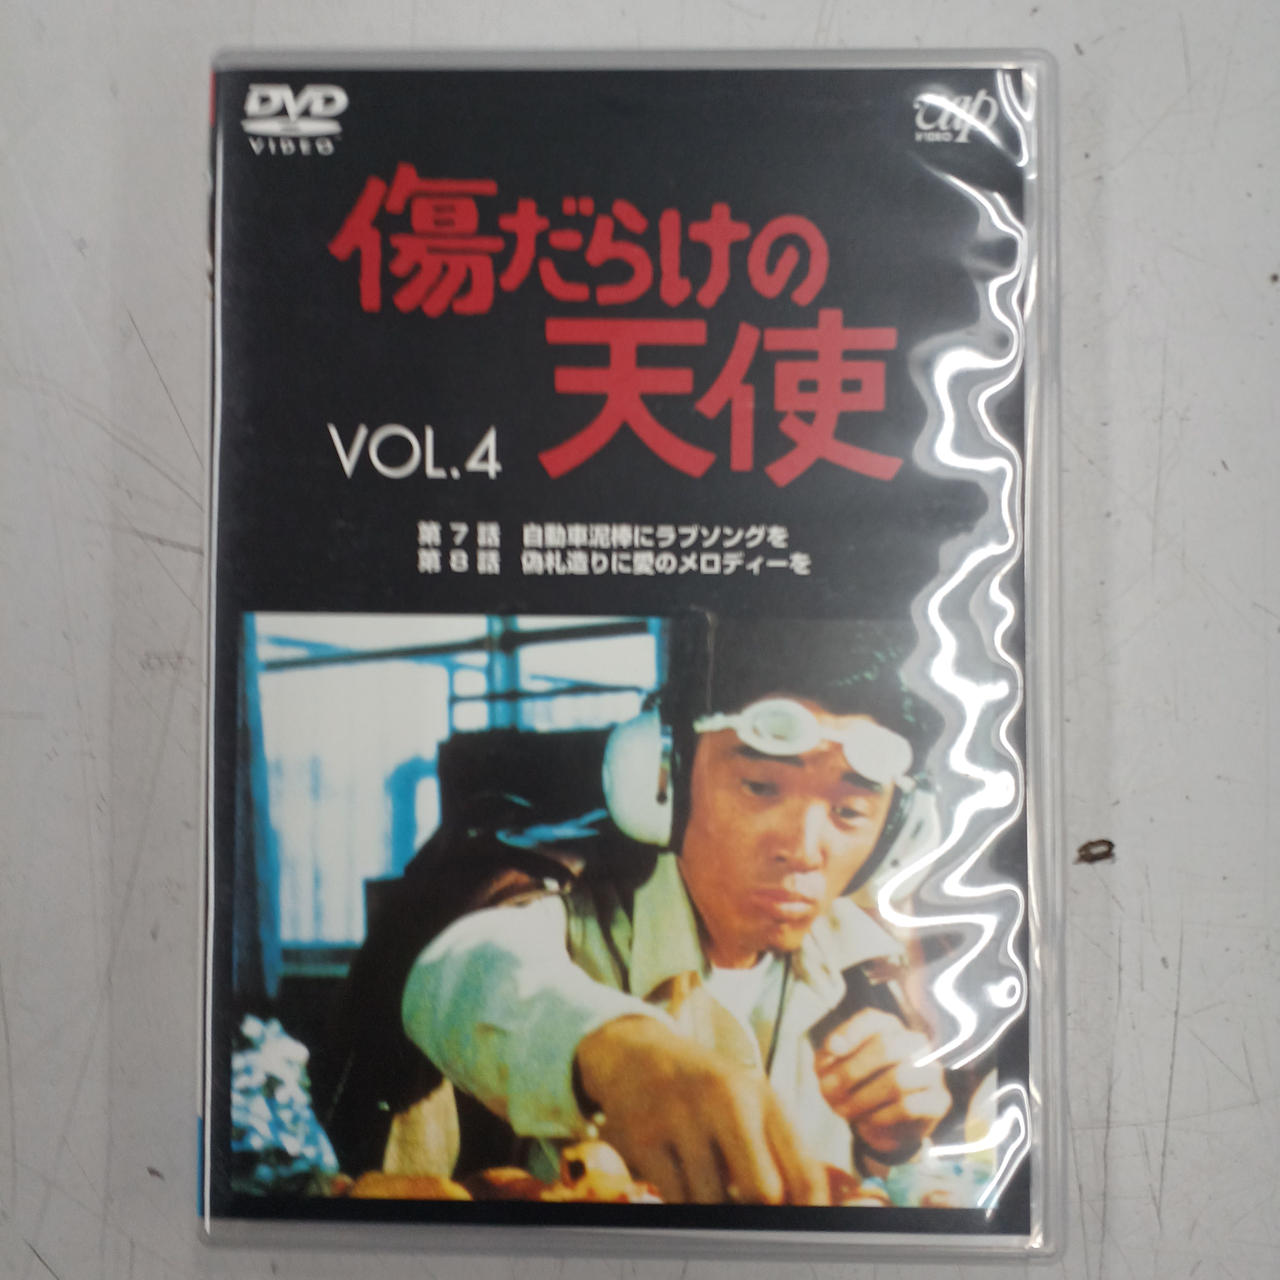 DVD
VIDEO
Vap
VIDEO
傷だらけの
天使
VOL.4
第7話 自動車泥棒にラブソングを
第8話 偽札造りに愛のメロディーを